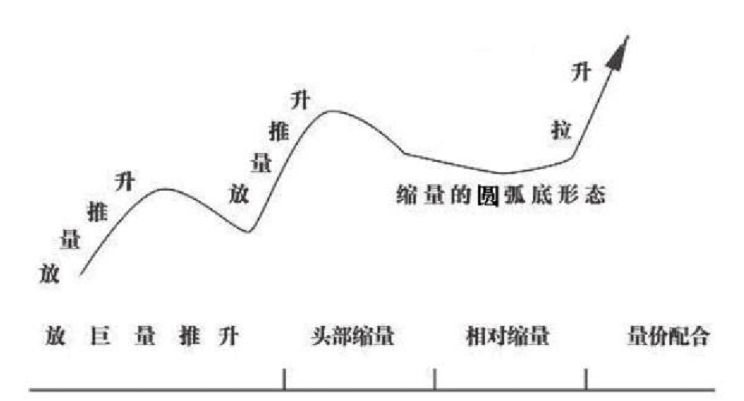 放量推升
放量推升
拉升
缩量的圆弧底形态
放巨量推升
头部缩量
相对缩量
量价配合